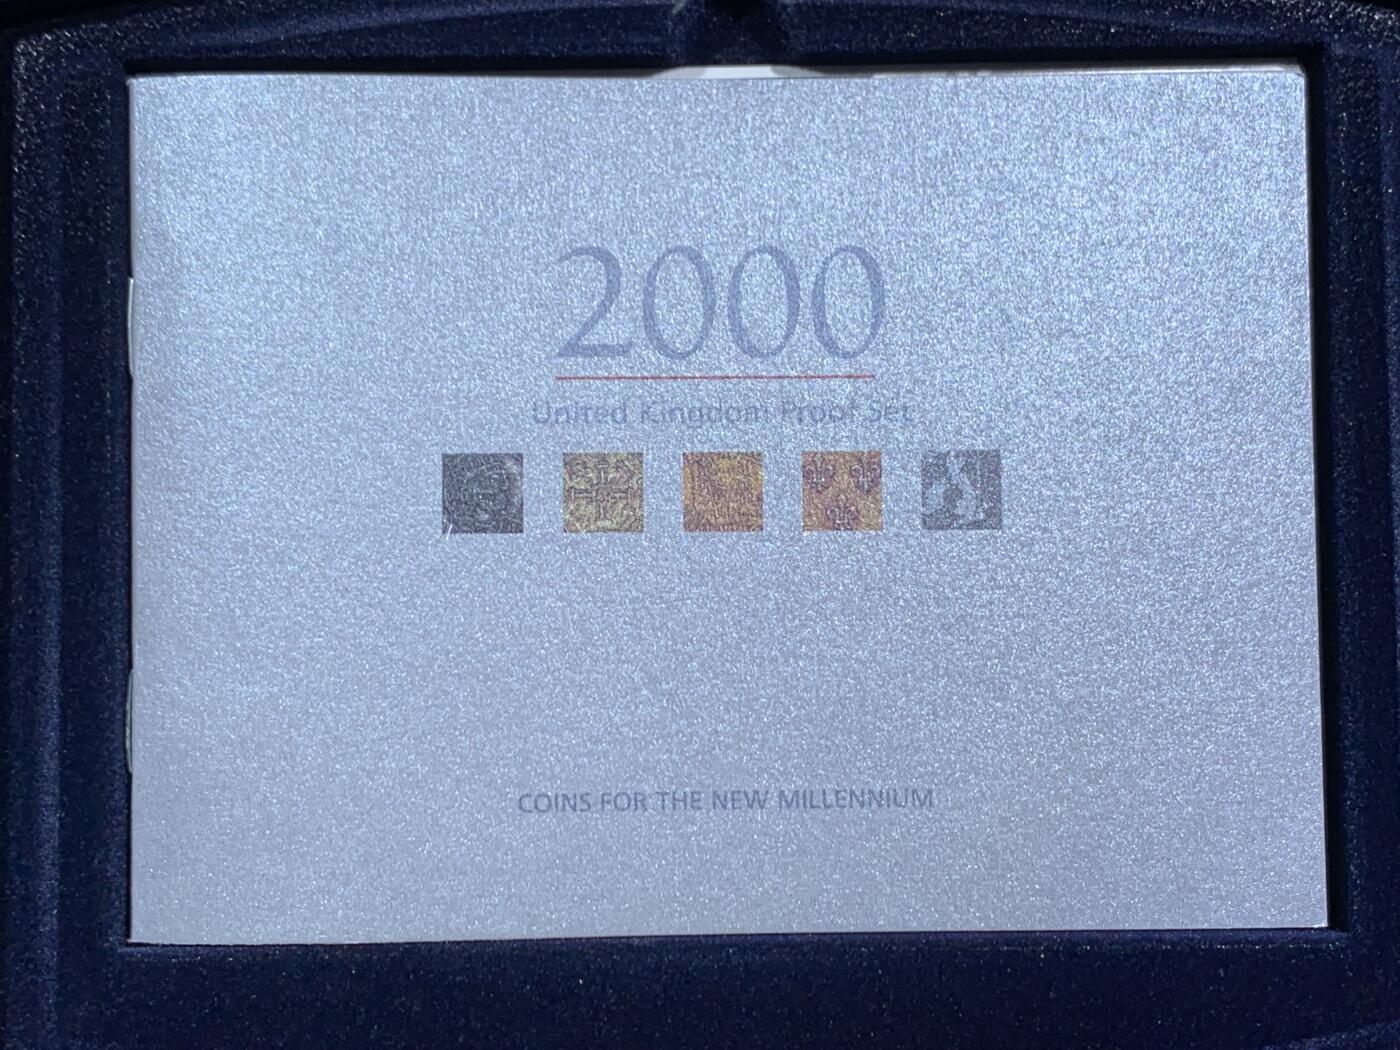 2000
United Kingdom Proof Set
COINS FOR THE NEW MILLENNIUM